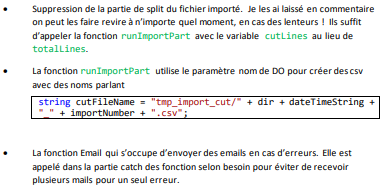 • Suppression de la partie de split du fichier importé. Je les ai laissé en commentaire
on peut les faire revire à n'importe quel moment, en cas des lenteurs ! Ils suffit
d'appeler la fonction runImportPart avec le variable cutLines au lieu de
totalLines.
• La fonction runImportPart utilise le paramètre nom de DO pour créer des csv
avec des noms parlant
string cutFileName = "tmp_import_cut/" + dir + dateTimeString +
"_" + importNumber + ".csv";
• La fonction Email qui s'occupe d'envoyer des emails en cas d'erreurs. Elle est
appelé dans la partie catch des fonction selon besoin pour éviter de recevoir
plusieurs mails pour un seul erreur.